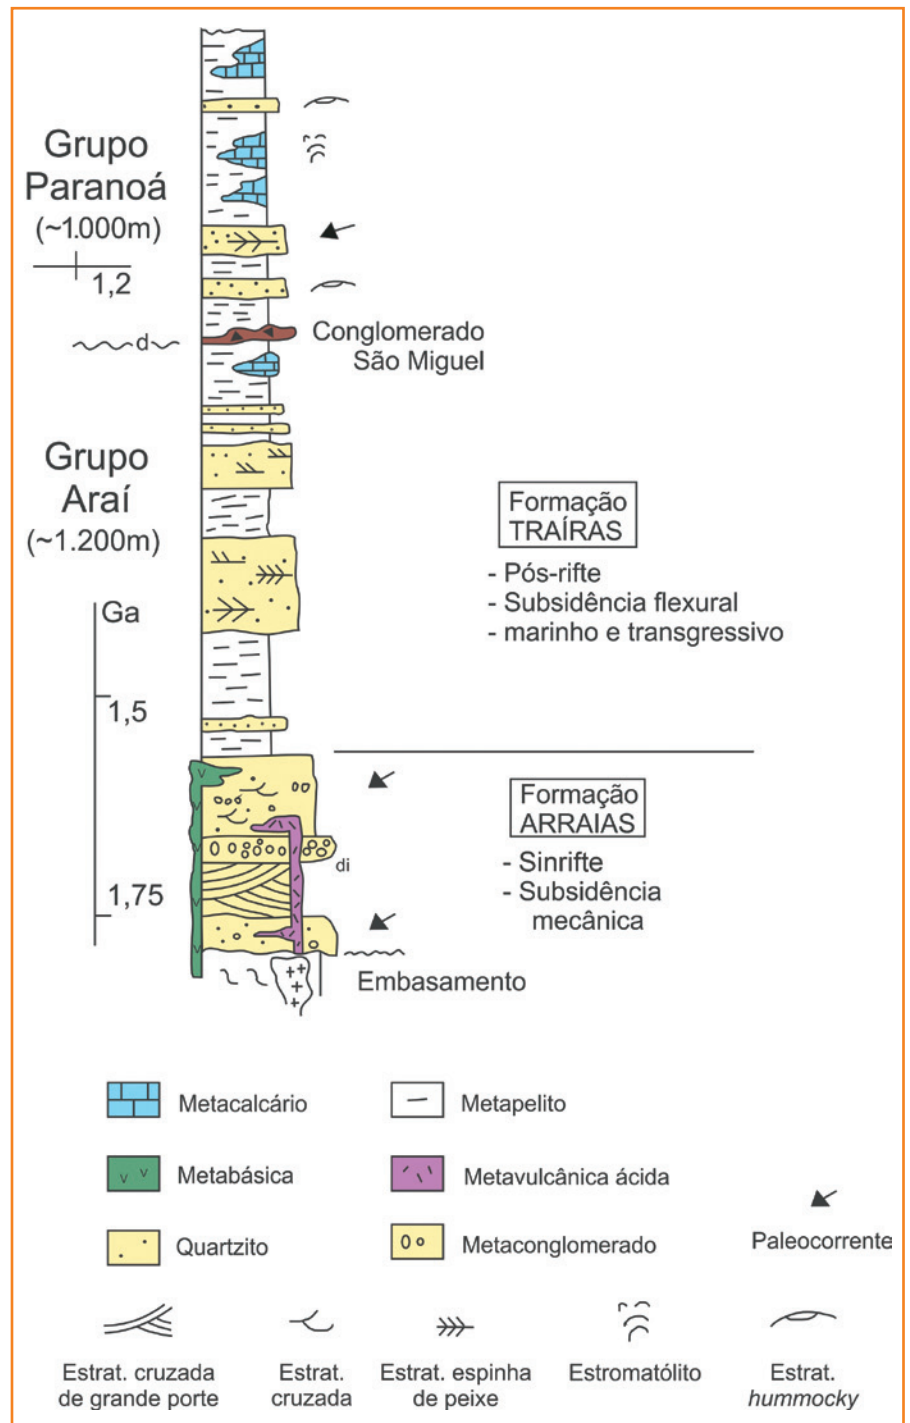 Grupo
Paranoá
(~1.000m)
1,2
d
Conglomerado
São Miguel
Grupo
Araí
(~1.200m)
Formação
TRAÍRAS
- Pós-rifte
- Subsidência flexural
- marinho e transgressivo
Ga
1,5
Formação
ARRAIAS
- Sinrifte
- Subsidência
mecânica
di
1,75
Embasamento
Metacalcário
Metapelito
Metabásica
Metavulcânica ácida
Quartzito
Metaconglomerado
Paleocorrente
Estrat. cruzada
de grande porte
Estrat.
cruzada
Estrat. espinha
de peixe
Estromatólito
Estrat.
hummocky